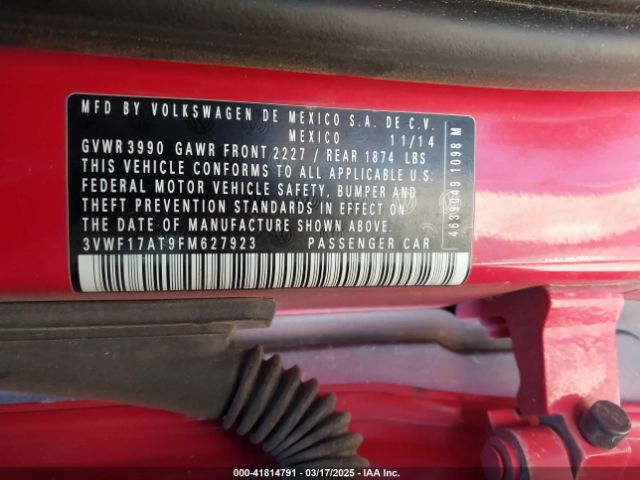 MFD BY VOLKSWAGEN DE MEXICO S.A. DE C.V.
MEXICO 11/14
GVWR 3990 GAWR FRONT 2227 / REAR 1874 LBS
THIS VEHICLE CONFORMS TO ALL APPLICABLE U.S.
FEDERAL MOTOR VEHICLE SAFETY, BUMPER AND
THEFT PREVENTION STANDARDS IN EFFECT ON
THE DATE OF MANUFACTURE SHOWN ABOVE
3VWF17AT9FM627923 PASSENGER CAR
4639049 1098 M
000-41814791 - 03/17/2025 - IAAI.com